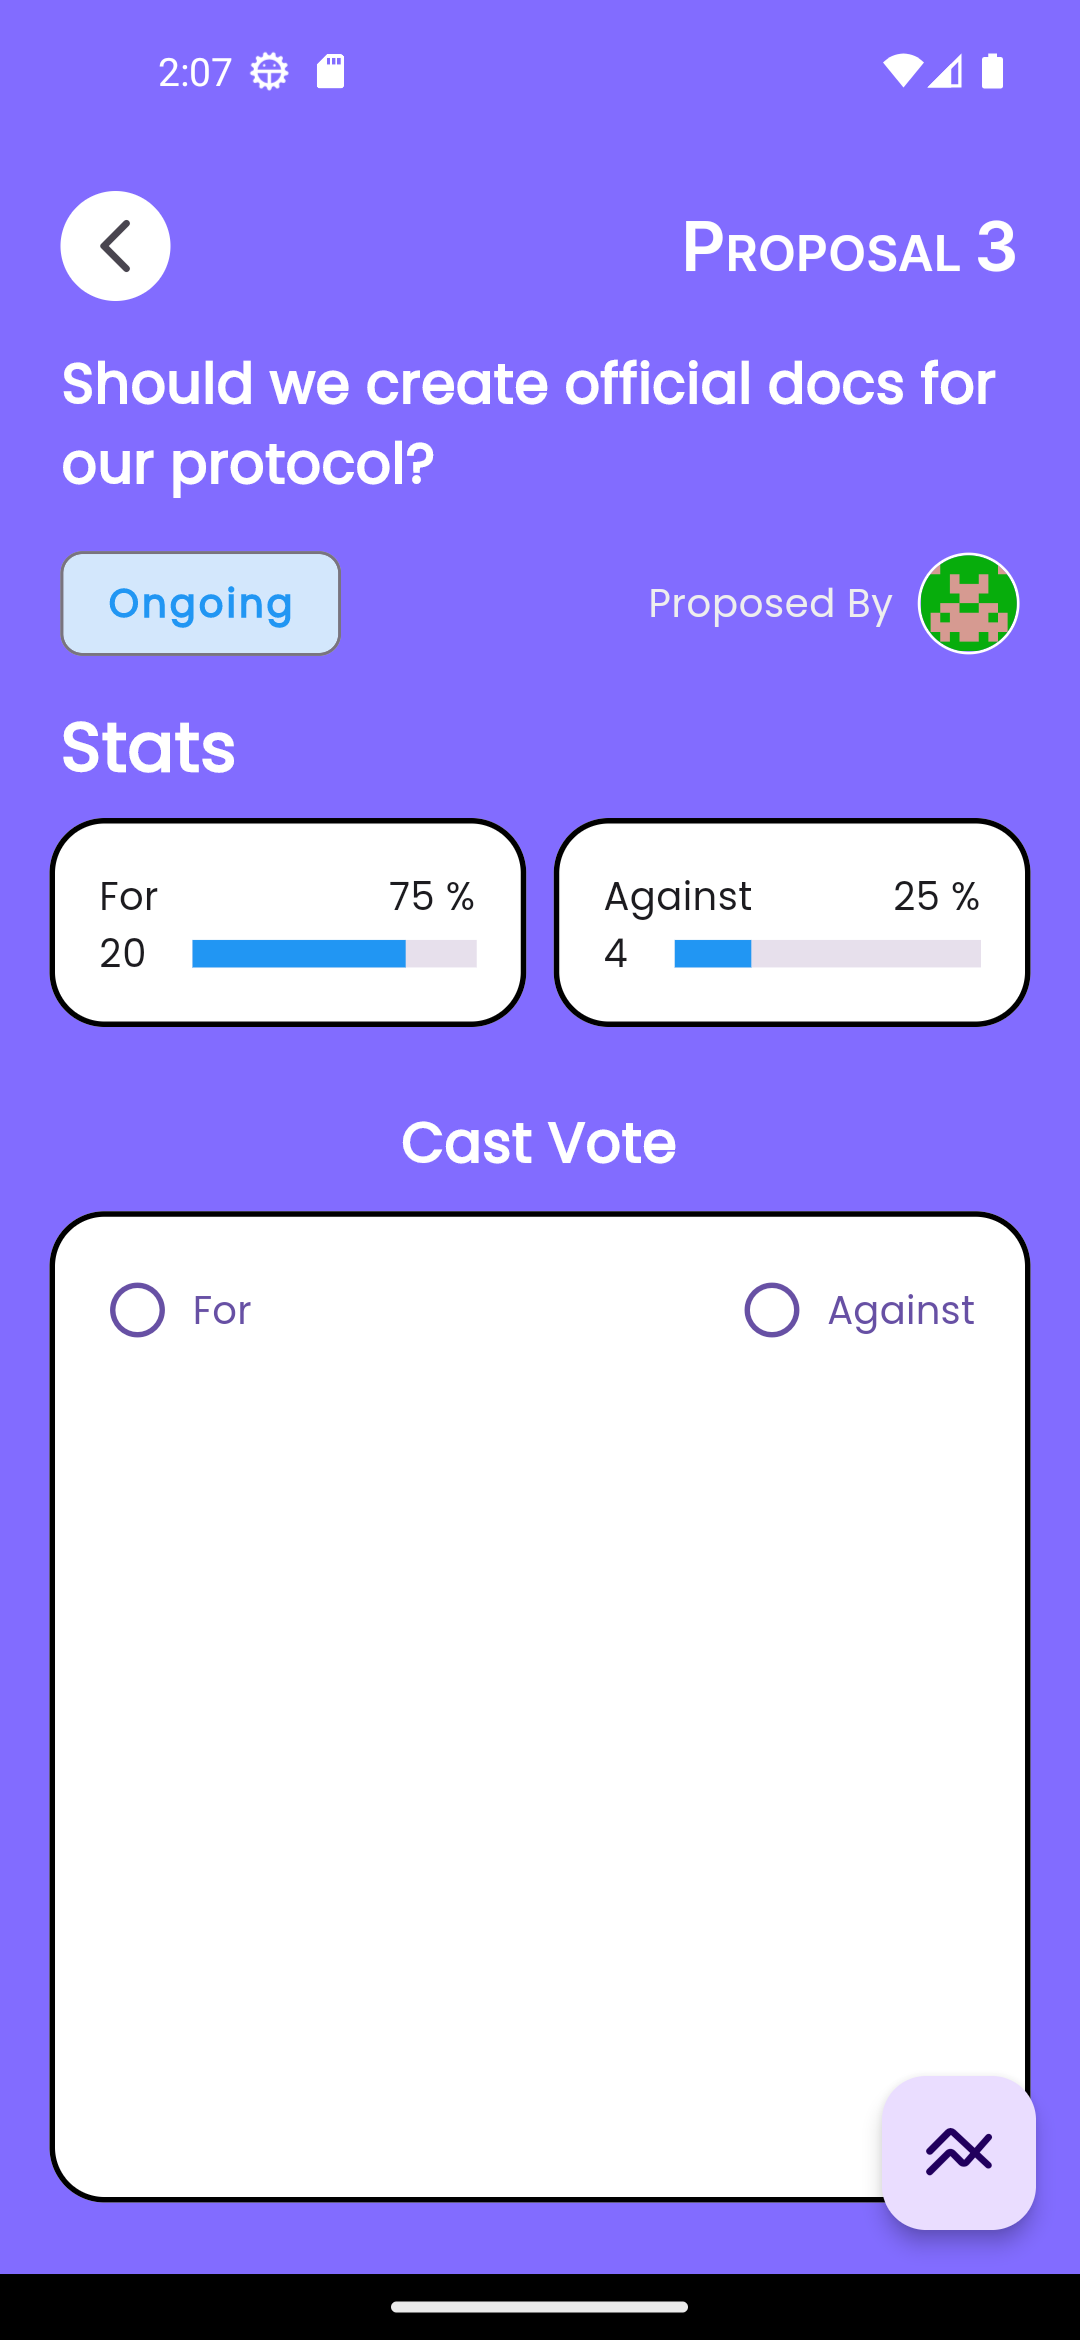 2:07
Proposal 3
Should we create official docs for
our protocol?
Ongoing
Proposed By
Stats
For 75 %
20
Against 25 %
4
Cast Vote
For
Against